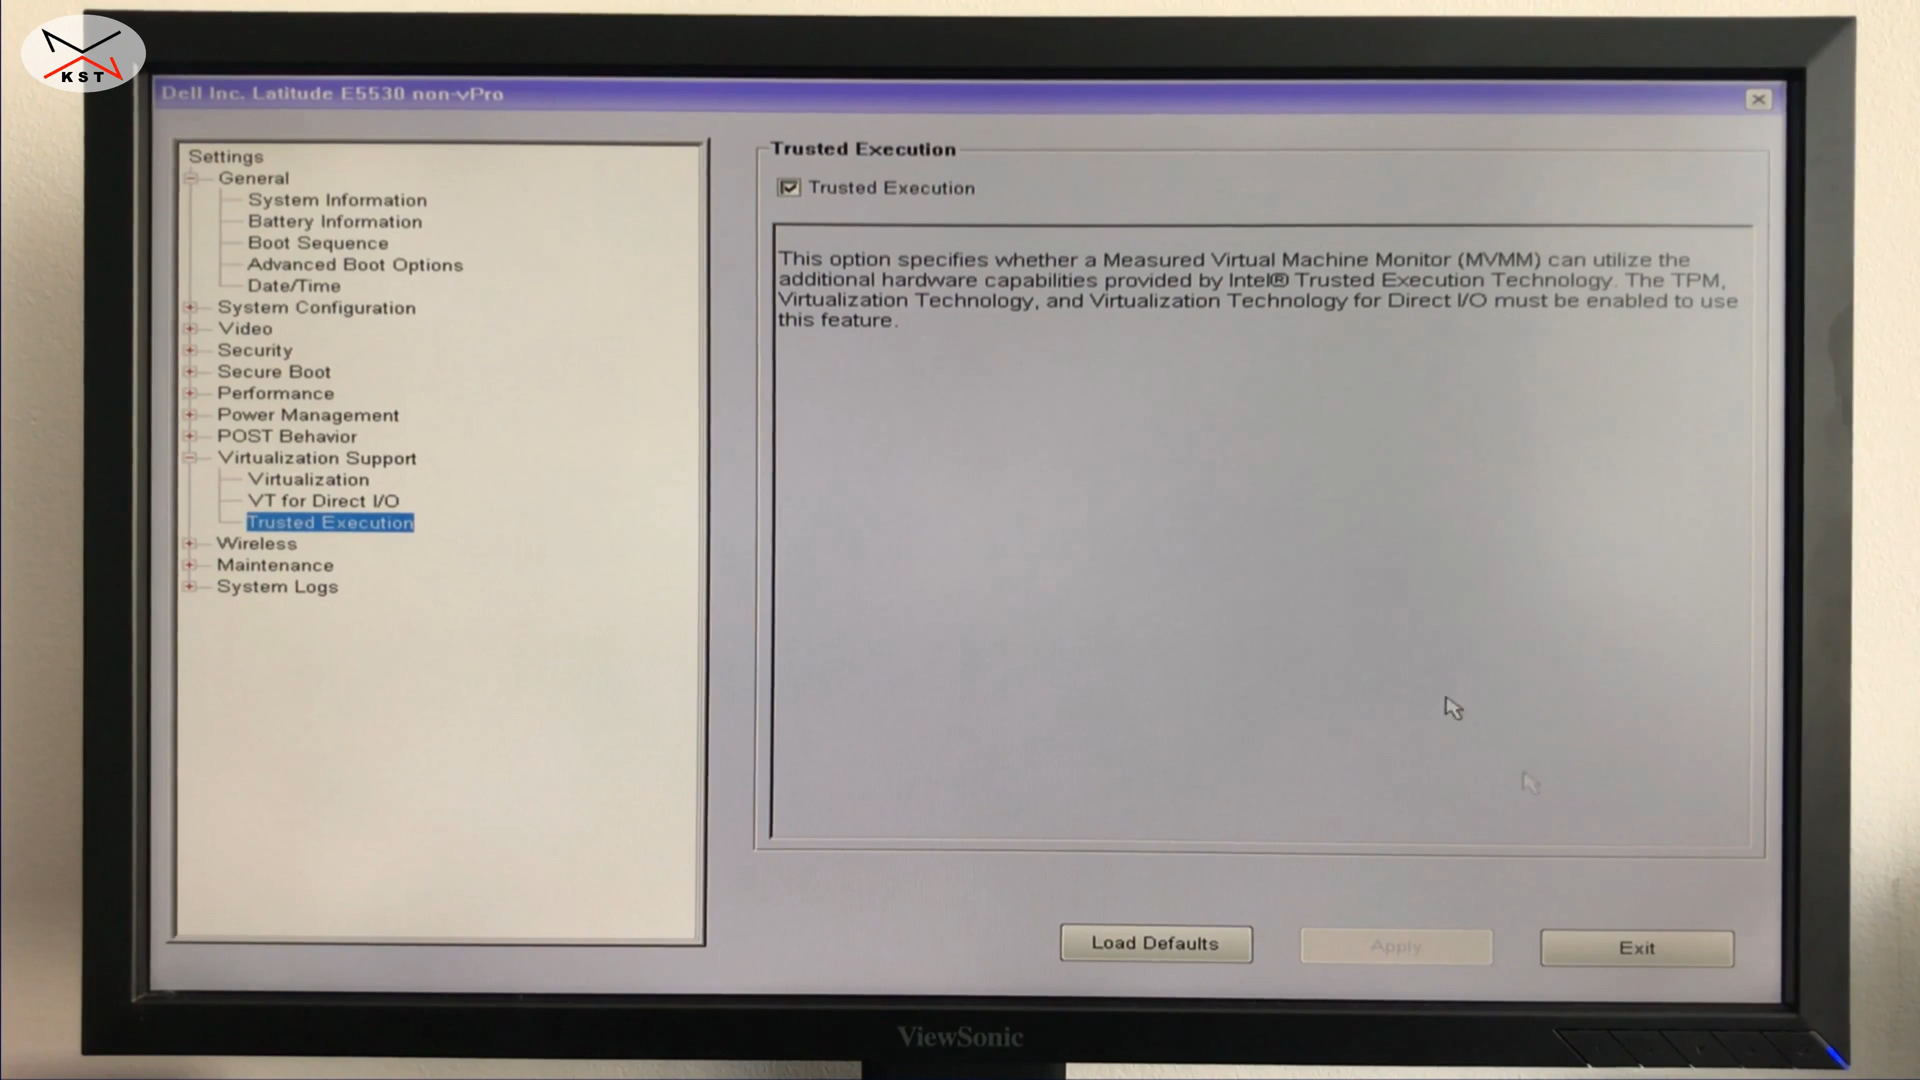 KST
Dell Inc. Latitude E5530 non-vPro
Settings
General
System Information
Battery Information
Boot Sequence
Advanced Boot Options
Date/Time
System Configuration
Video
Security
Secure Boot
Performance
Power Management
POST Behavior
Virtualization Support
Virtualization
VT for Direct I/O
Trusted Execution
Wireless
Maintenance
System Logs
Trusted Execution
Trusted Execution
This option specifies whether a Measured Virtual Machine Monitor (MVMM) can utilize the
additional hardware capabilities provided by Intel® Trusted Execution Technology. The TPM,
Virtualization Technology, and Virtualization Technology for Direct I/O must be enabled to use
this feature.
Load Defaults
Apply
Exit
ViewSonic